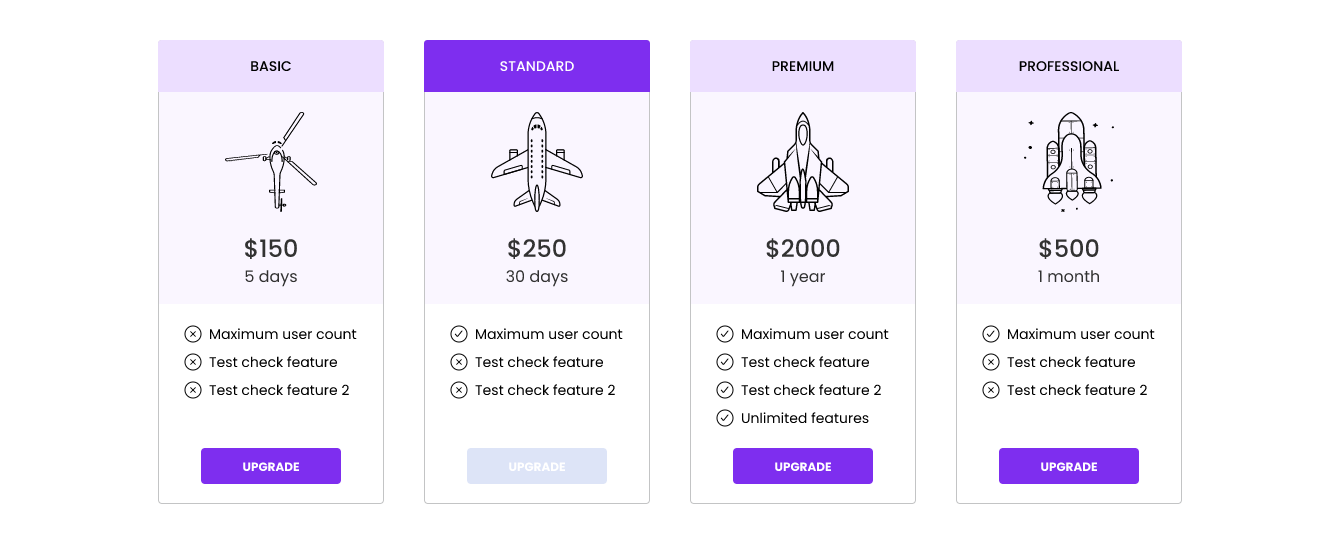 BASIC
$150
5 days
Maximum user count
Test check feature
Test check feature 2
UPGRADE
STANDARD
$250
30 days
Maximum user count
Test check feature
Test check feature 2
UPGRADE
PREMIUM
$2000
1 year
Maximum user count
Test check feature
Test check feature 2
Unlimited features
UPGRADE
PROFESSIONAL
$500
1 month
Maximum user count
Test check feature
Test check feature 2
UPGRADE